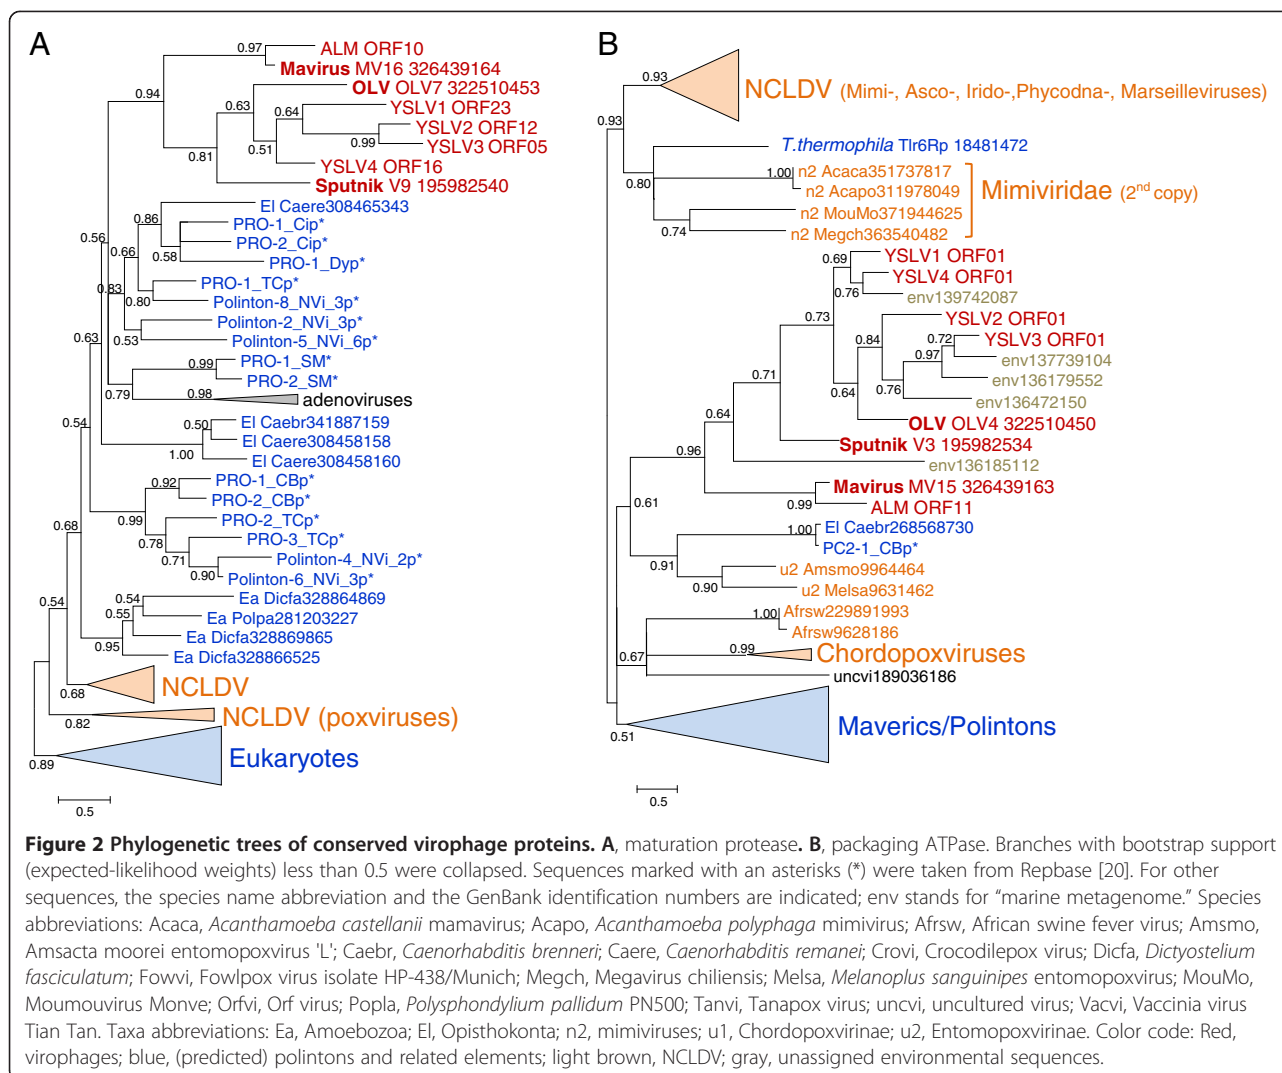 A
0.97
ALM ORF10
Mavirus MV16 326439164
OLV OLV7 322510453
0.94
0.63
0.64
YSLV1 ORF23
YSLV2 ORF12
0.99
YSLV3 ORF05
0.81
0.51
YSLV4 ORF16
Sputnik V9 195982540
El Caere308465343
0.86
PRO-1_Cip*
0.56
PRO-2_Cip*
0.66
0.58
PRO-1_Dyp*
0.83
PRO-1_TCp*
0.80
Polinton-8_NVi_3p*
Polinton-2_NVi_3p*
0.63
0.53
Polinton-5_NVi_6p*
0.99
PRO-1_SM*
PRO-2_SM*
0.79
0.98
adenoviruses
0.54
0.50
El Caebr341887159
El Caere308458158
1.00
El Caere308458160
0.92
PRO-1_CBp*
PRO-2_CBp*
0.99
PRO-2_TCp*
0.68
0.78
PRO-3_TCp*
0.71
Polinton-4_NVi_2p*
0.90
Polinton-6_NVi_3p*
0.54
0.54
Ea Dicfa328864869
0.55
Ea Polpa281203227
Ea Dicfa328869865
0.95
Ea Dicfa328866525
0.68
NCLDV
0.82
NCLDV (poxviruses)
0.89
Eukaryotes
0.5
B
0.93
NCLDV (Mimi-, Asco-, Irido-,Phycodna-, Marseilleviruses)
0.93
T.thermophila Tlr6Rp 18481472
0.80
1.00
n2 Acaca351737817
n2 Acapo311978049
Mimiviridae (2nd copy)
n2 MouMo371944625
0.74
n2 Megch363540482
0.69
YSLV1 ORF01
YSLV4 ORF01
0.76
env139742087
0.73
YSLV2 ORF01
0.84
0.72
YSLV3 ORF01
0.97
env137739104
0.71
env136179552
0.64
0.76
env136472150
0.64
OLV OLV4 322510450
Sputnik V3 195982534
0.96
env136185112
Mavirus MV15 326439163
0.61
0.99
ALM ORF11
1.00
El Caebr268568730
PC2-1_CBp*
0.91
u2 Amsmo9964464
0.90
u2 Melsa9631462
1.00
Afrsw229891993
Afrsw9628186
0.67
0.99
Chordopoxviruses
uncvi189036186
0.51
Maverics/Polintons
0.5
Figure 2 Phylogenetic trees of conserved virophage proteins. A, maturation protease. B, packaging ATPase. Branches with bootstrap support
(expected-likelihood weights) less than 0.5 were collapsed. Sequences marked with an asterisks (*) were taken from Repbase [20]. For other
sequences, the species name abbreviation and the GenBank identification numbers are indicated; env stands for “marine metagenome.” Species
abbreviations: Acaca, Acanthamoeba castellanii mamavirus; Acapo, Acanthamoeba polyphaga mimivirus; Afrsw, African swine fever virus; Amsmo,
Amsacta moorei entomopoxvirus 'L'; Caebr, Caenorhabditis brenneri; Caere, Caenorhabditis remanei; Crovi, Crocodilepox virus; Dicfa, Dictyostelium
fasciculatum; Fowvi, Fowlpox virus isolate HP-438/Munich; Megch, Megavirus chiliensis; Melsa, Melanoplus sanguinipes entomopoxvirus; MouMo,
Moumouvirus Monve; Orfvi, Orf virus; Popla, Polysphondylium pallidum PN500; Tanvi, Tanapox virus; uncvi, uncultured virus; Vacvi, Vaccinia virus
Tian Tan. Taxa abbreviations: Ea, Amoebozoa; El, Opisthokonta; n2, mimiviruses; u1, Chordopoxvirinae; u2, Entomopoxvirinae. Color code: Red,
virophages; blue, (predicted) polintons and related elements; light brown, NCLDV; gray, unassigned environmental sequences.